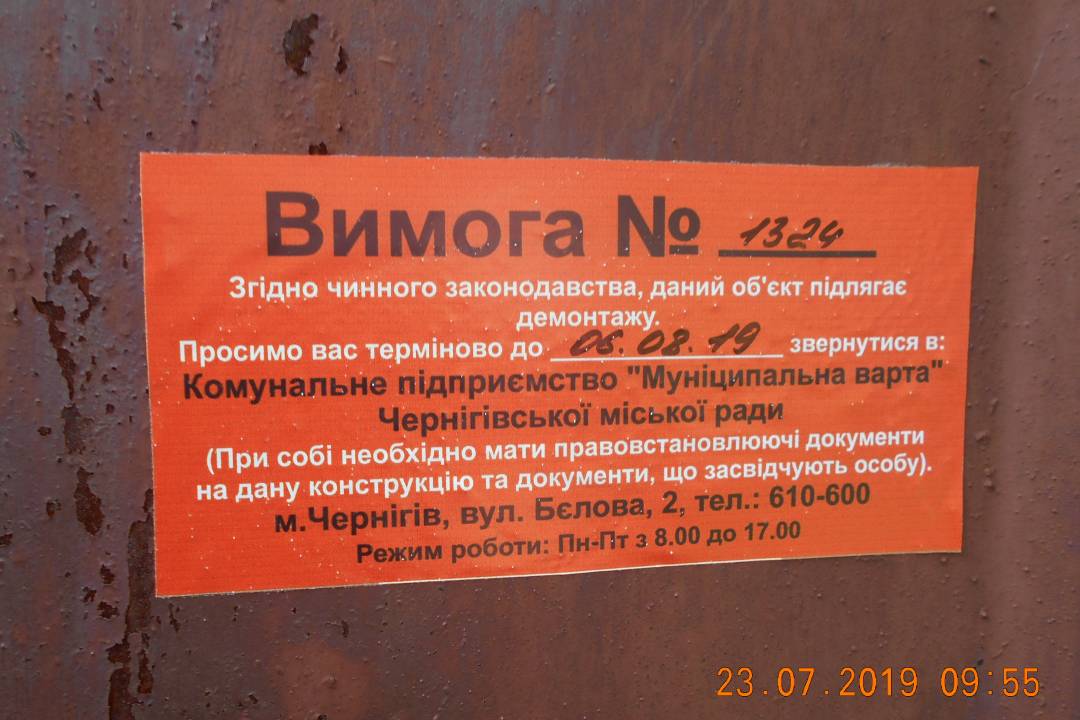 Вимога № 1324
Згідно чинного законодавства, даний об'єкт підлягає
демонтажу.
Просимо вас терміново до 06.08.19 звернутися в:
Комунальне підприємство "Муніципальна варта"
Чернігівської міської ради
(При собі необхідно мати правовстановлюючі документи
на дану конструкцію та документи, що засвідчують особу).
м.Чернігів, вул. Бєлова, 2, тел.: 610-600
Режим роботи: Пн-Пт з 8.00 до 17.00
23.07.2019 09:55